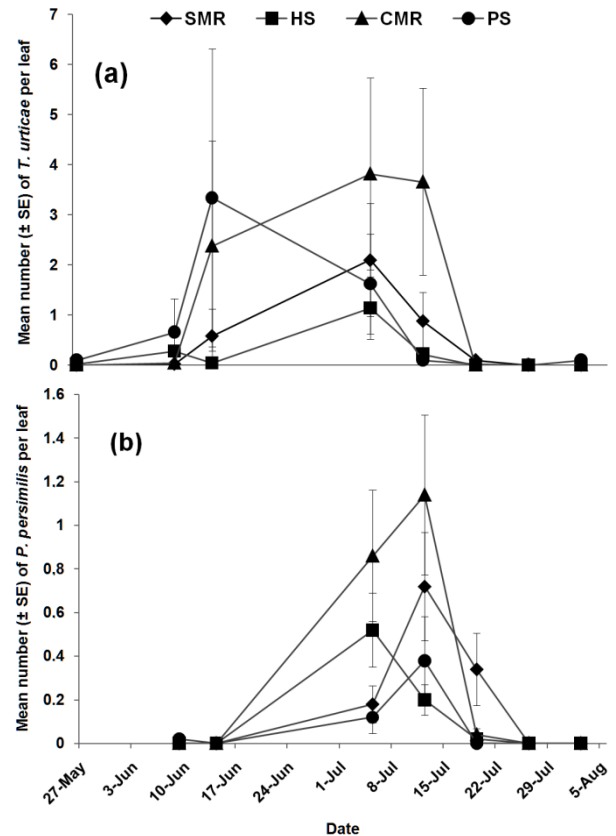 SMR HS CMR PS
(a)
Mean number (± SE) of T. urticae per leaf
7
6
5
4
3
2
1
0
(b)
Mean number (± SE) of P. persimilis per leaf
1.6
1.4
1.2
1
0.8
0.6
0.4
0.2
0
27-May 3-Jun 10-Jun 17-Jun 24-Jun 1-Jul 8-Jul 15-Jul 22-Jul 29-Jul 5-Aug
Date